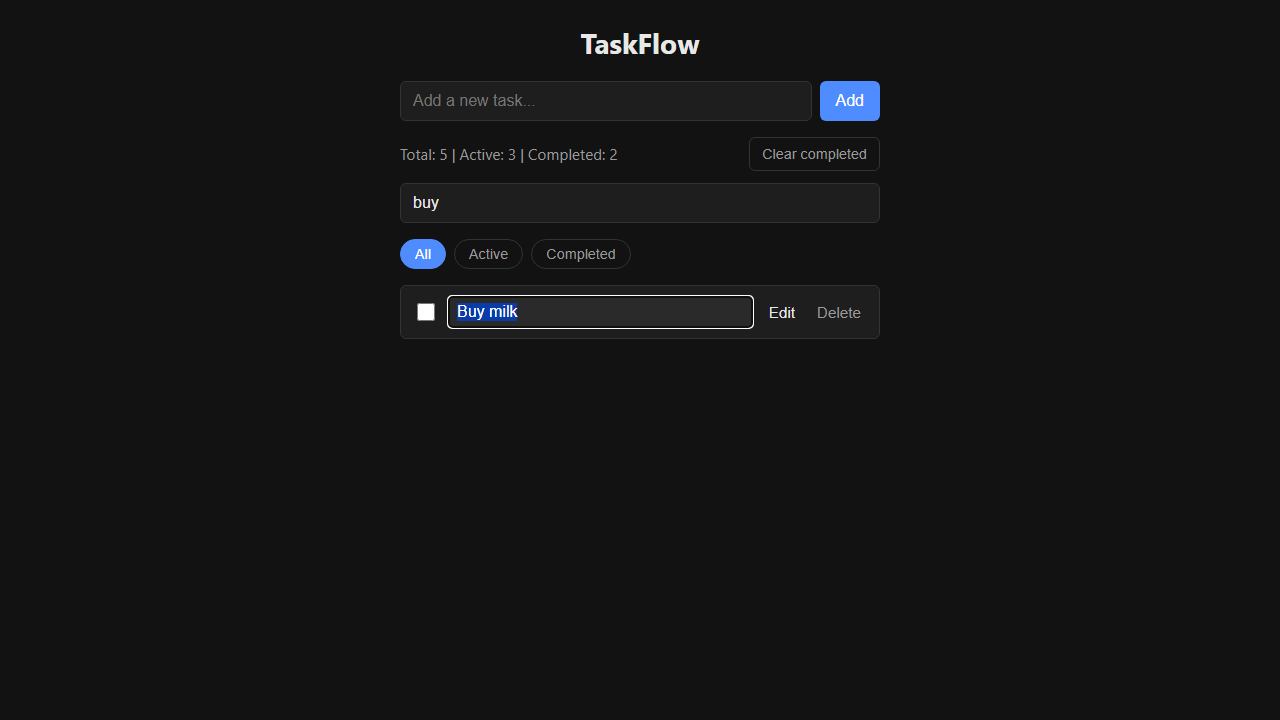 TaskFlow
Add a new task...
Add
Total: 5 | Active: 3 | Completed: 2
Clear completed
buy
All
Active
Completed
Buy milk
Edit
Delete